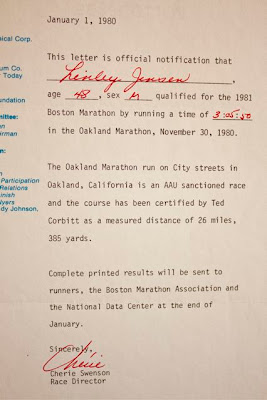 January 1, 1980
ical Corp.
This letter is official notification that
um Co.
Today
Linley Jensen,
age 48, sex M qualified for the 1981
oundation
Boston Marathon by running a time of 3:05:50
mittee:
in the Oakland Marathon, November 30, 1980.
irman
n:
The Oakland Marathon run on City streets in
Participation
Oakland, California is an AAU sanctioned race
Relations
inish
and the course has been certified by Ted
yers
dy Johnson.
Corbitt as a measured distance of 26 miles,
385 yards.
Complete printed results will be sent to
runners, the Boston Marathon Association and
the National Data Center at the end of
January.
Sincerely,
Chérie
Cherie Swenson
Race Director